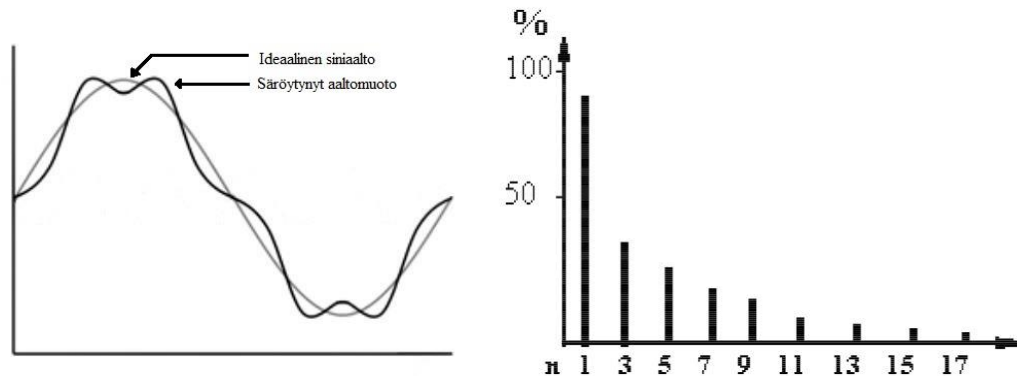 Ideaalinen siniaalto
Säröytynyt aaltomuoto
%
100
50
n 1 3 5 7 9 11 13 15 17